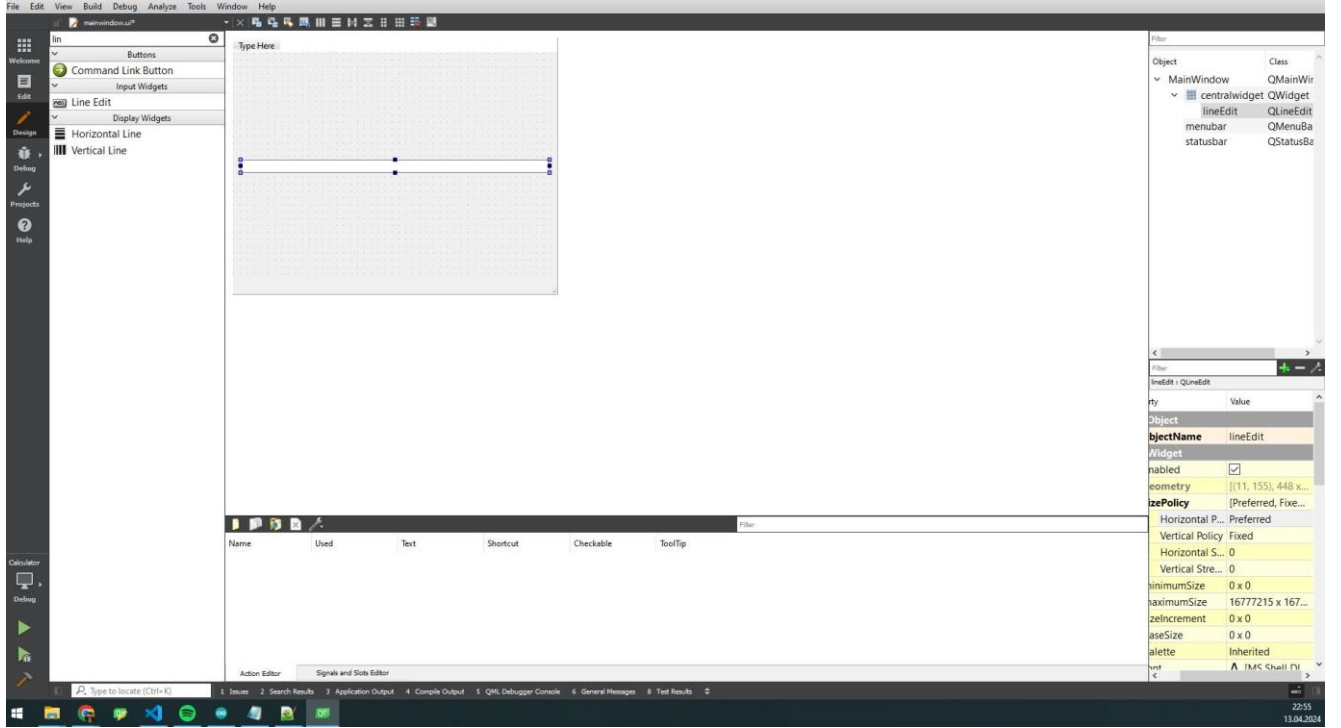 File Edit View Build Debug Analyze Tools Window Help
mainwindow.ui*
Welcome
Edit
Design
Debug
Projects
Help
Calculator
Debug
lin
Buttons
Command Link Button
Input Widgets
Line Edit
Display Widgets
Horizontal Line
Vertical Line
Type Here
Filter
Name Used Text Shortcut Checkable ToolTip
Action Editor Signals and Slots Editor
Filter
Object Class
MainWindow QMainWir
centralwidget QWidget
lineEdit QLineEdit
menubar QMenuBa
statusbar QStatusBa
Filter
lineEdit : QLineEdit
rty Value
Object
bjectName lineEdit
Widget
nabled
eometry [(11, 155), 448 x...
izePolicy [Preferred, Fixe...
Horizontal P... Preferred
Vertical Policy Fixed
Horizontal S... 0
Vertical Stre... 0
ninimumSize 0 x 0
naximumSize 16777215 x 167...
zeIncrement 0 x 0
aseSize 0 x 0
alette Inherited
A [MS Shell Dl
Type to locate (Ctrl+K) 1 Issues 2 Search Results 3 Application Output 4 Compile Output 5 QML Debugger Console 6 General Messages 8 Test Results
22:55
13.04.2024